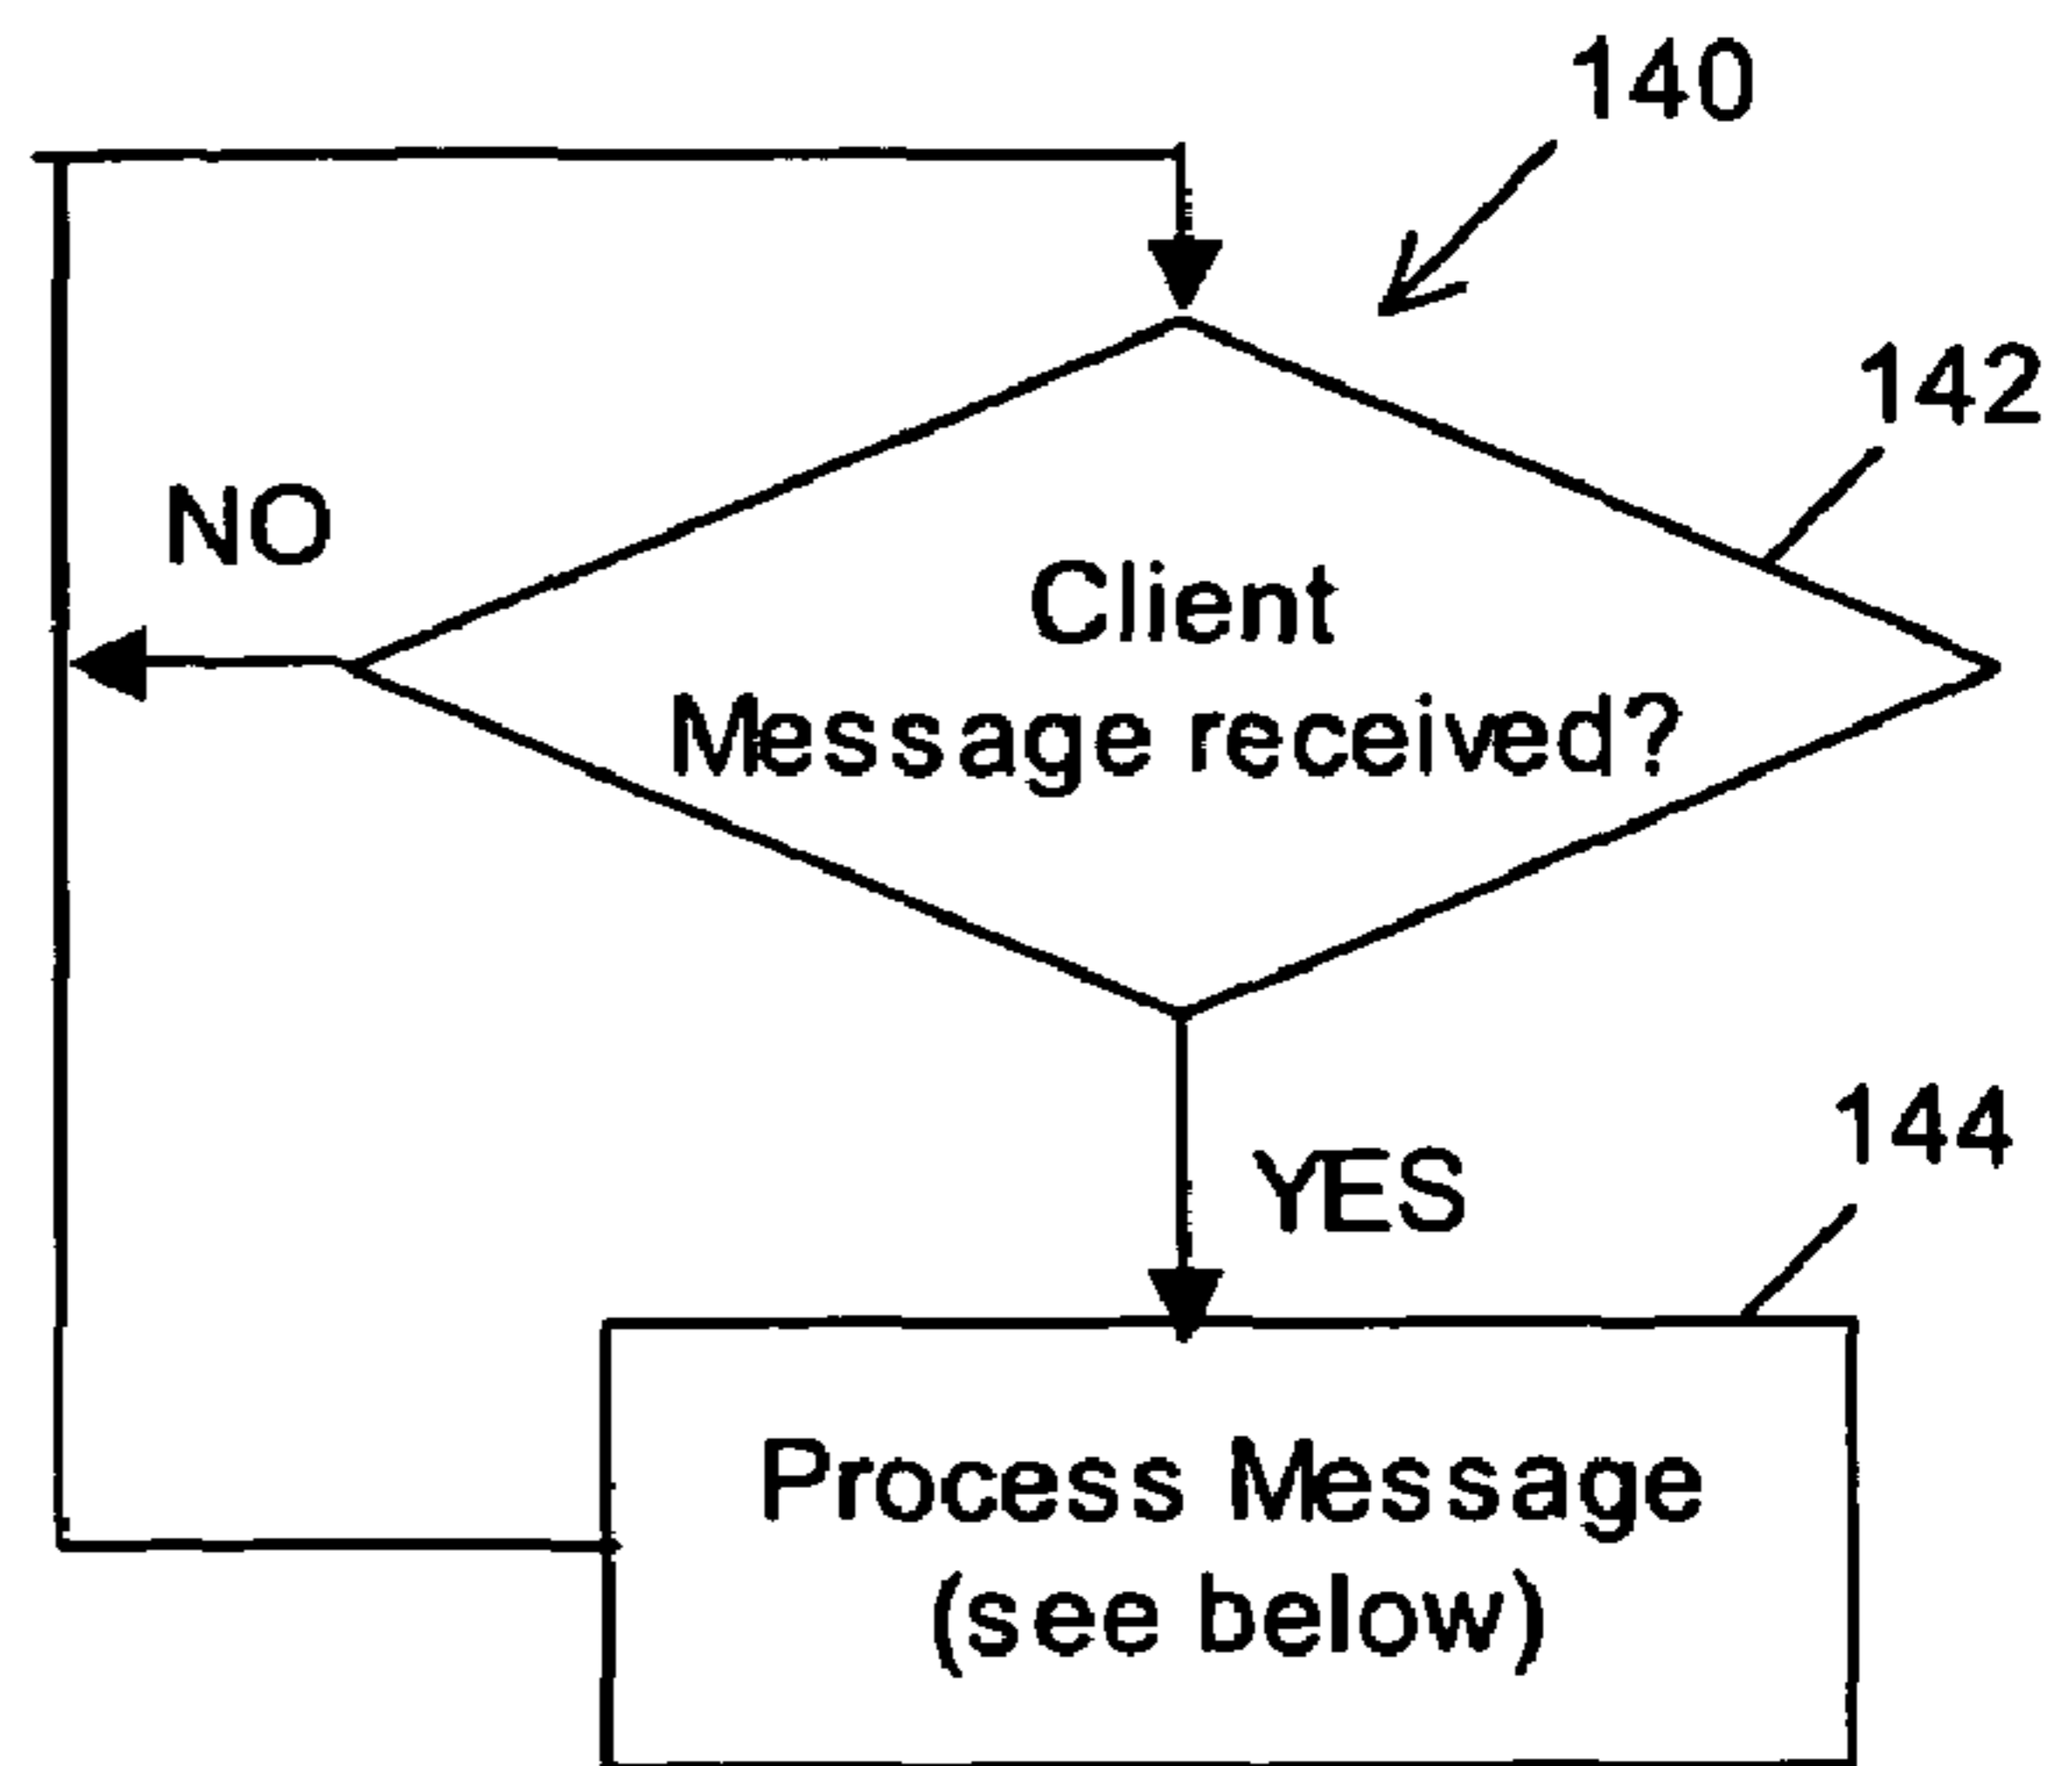 140
142
NO
Client
Message received?
YES
144
Process Message
(see below)